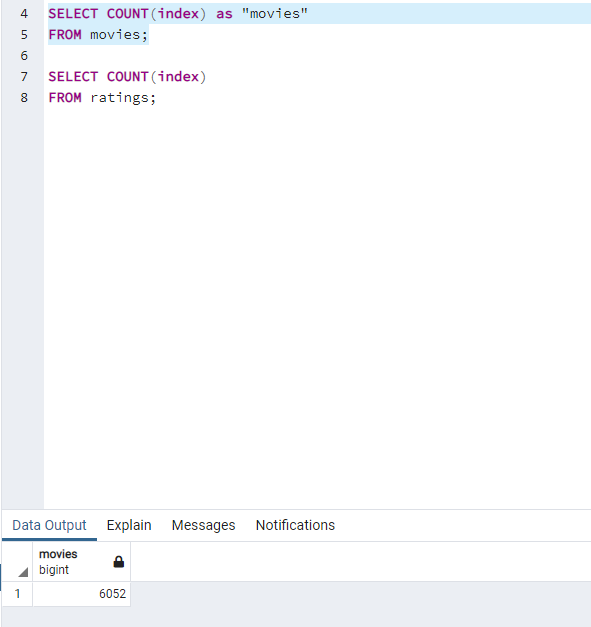 4 SELECT COUNT(index) as "movies"
5 FROM movies;
6
7 SELECT COUNT(index)
8 FROM ratings;
Data Output Explain Messages Notifications
movies
bigint
1 6052